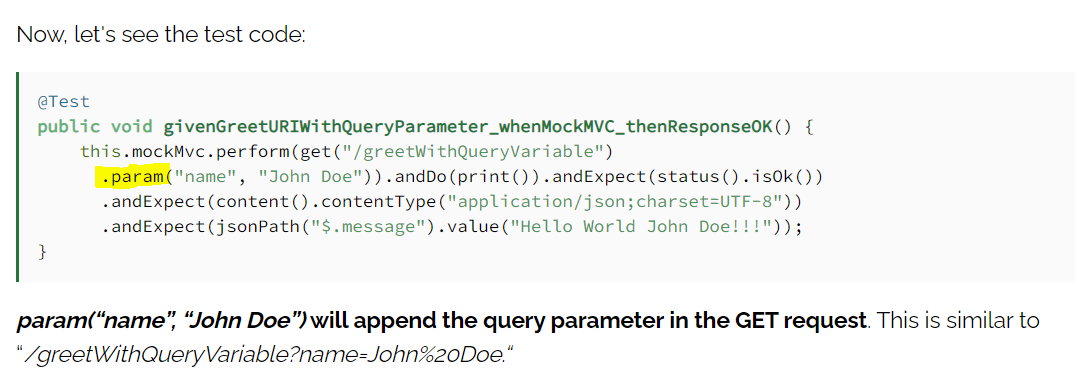 Now, let's see the test code:
@Test
public void givenGreetURIWithQueryParameter_whenMockMVC_thenResponseOK() {
    this.mockMvc.perform(get("/greetWithQueryVariable")
      .param("name", "John Doe")).andDo(print()).andExpect(status().isOk())
      .andExpect(content().contentType("application/json;charset=UTF-8"))
      .andExpect(jsonPath("$.message").value("Hello World John Doe!!!"));
}
param(“name”, “John Doe”) will append the query parameter in the GET request. This is similar to
“/greetWithQueryVariable?name=John%20Doe.“